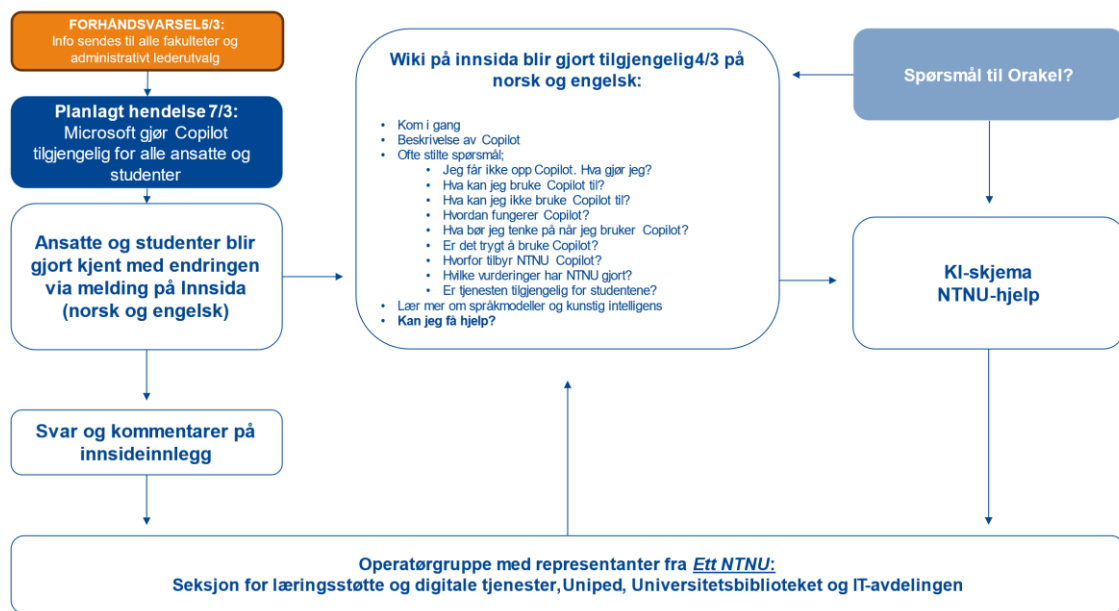 FORHÅNDSVARSEL5/3:
Info sendes til alle fakulteter og
administrativt lederutvalg
Planlagt hendelse 7/3:
Microsoft gjør Copilot
tilgjengelig for alle ansatte og
studenter
Ansatte og studenter blir
gjort kjent med endringen
via melding på Innsida
(norsk og engelsk)
Svar og kommentarer på
innsideinnlegg
Wiki på innsida blir gjort tilgjengelig4/3 på
norsk og engelsk:
• Kom i gang
• Beskrivelse av Copilot
• Ofte stilte spørsmål;
• Jeg får ikke opp Copilot. Hva gjør jeg?
• Hva kan jeg bruke Copilot til?
• Hva kan jeg ikke bruke Copilot til?
• Hvordan fungerer Copilot?
• Hva bør jeg tenke på når jeg bruker Copilot?
• Er det trygt å bruke Copilot?
• Hvorfor tilbyr NTNU Copilot?
• Hvilke vurderinger har NTNU gjort?
• Er tjenesten tilgjengelig for studentene?
• Lær mer om språkmodeller og kunstig intelligens
• Kan jeg få hjelp?
Spørsmål til Orakel?
KI-skjema
NTNU-hjelp
Operatørgruppe med representanter fra Ett NTNU:
Seksjon for læringsstøtte og digitale tjenester, Uniped, Universitetsbiblioteket og IT-avdelingen